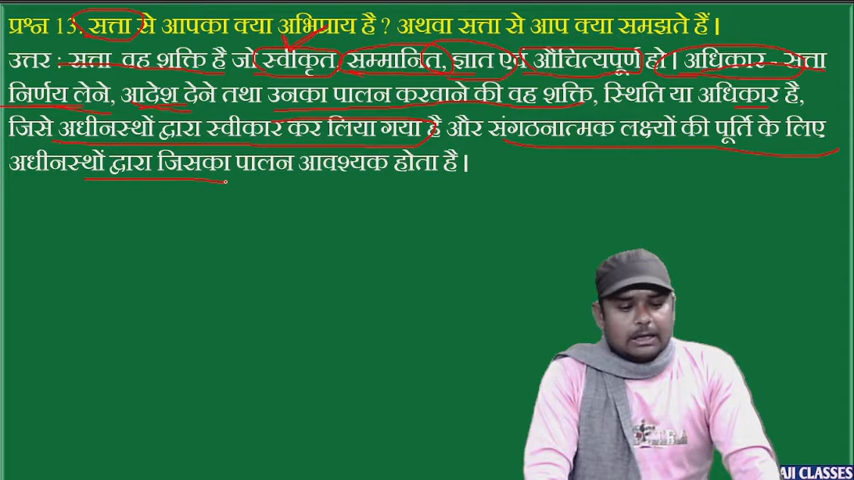 प्रश्न 13. सत्ता से आपका क्या अभिप्राय है ? अथवा सत्ता से आप क्या समझते हैं |
उत्तर : सत्ता वह शक्ति है जो स्वीकृत, सम्मानित, ज्ञात एवं औचित्यपूर्ण हो | अधिकार - सत्ता
निर्णय लेने, आदेश देने तथा उनका पालन करवाने की वह शक्ति, स्थिति या अधिकार है,
जिसे अधीनस्थों द्वारा स्वीकार कर लिया गया है और संगठनात्मक लक्ष्यों की पूर्ति के लिए
अधीनस्थों द्वारा जिसका पालन आवश्यक होता है |
AJI CLASSES